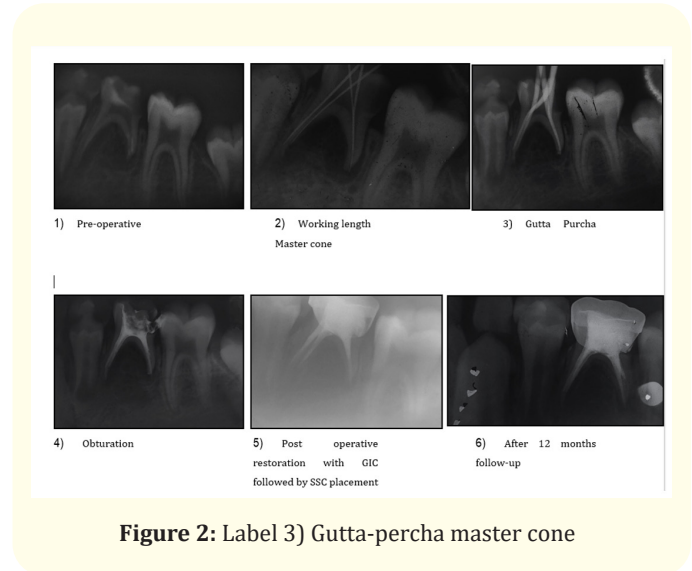 1) Pre-operative
2) Working length
Master cone
3) Gutta Purcha
4) Obturation
5) Post operative
restoration with GIC
followed by SSC placement
6) After 12 months
follow-up
Figure 2: Label 3) Gutta-percha master cone